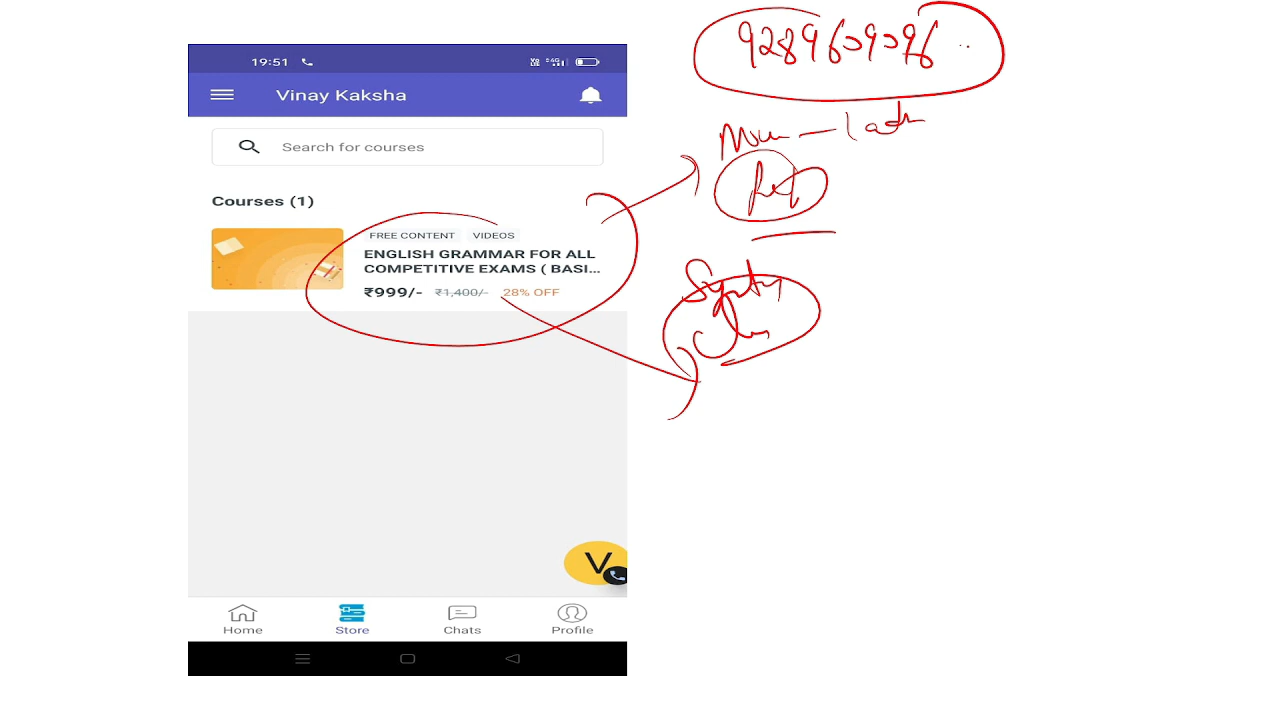 9289609096
19:51
Vinay Kaksha
Search for courses
Courses (1)
FREE CONTENT VIDEOS
ENGLISH GRAMMAR FOR ALL
COMPETITIVE EXAMS ( BASI...
₹999/- ₹1,400/- 28% OFF
V
Home Store Chats Profile